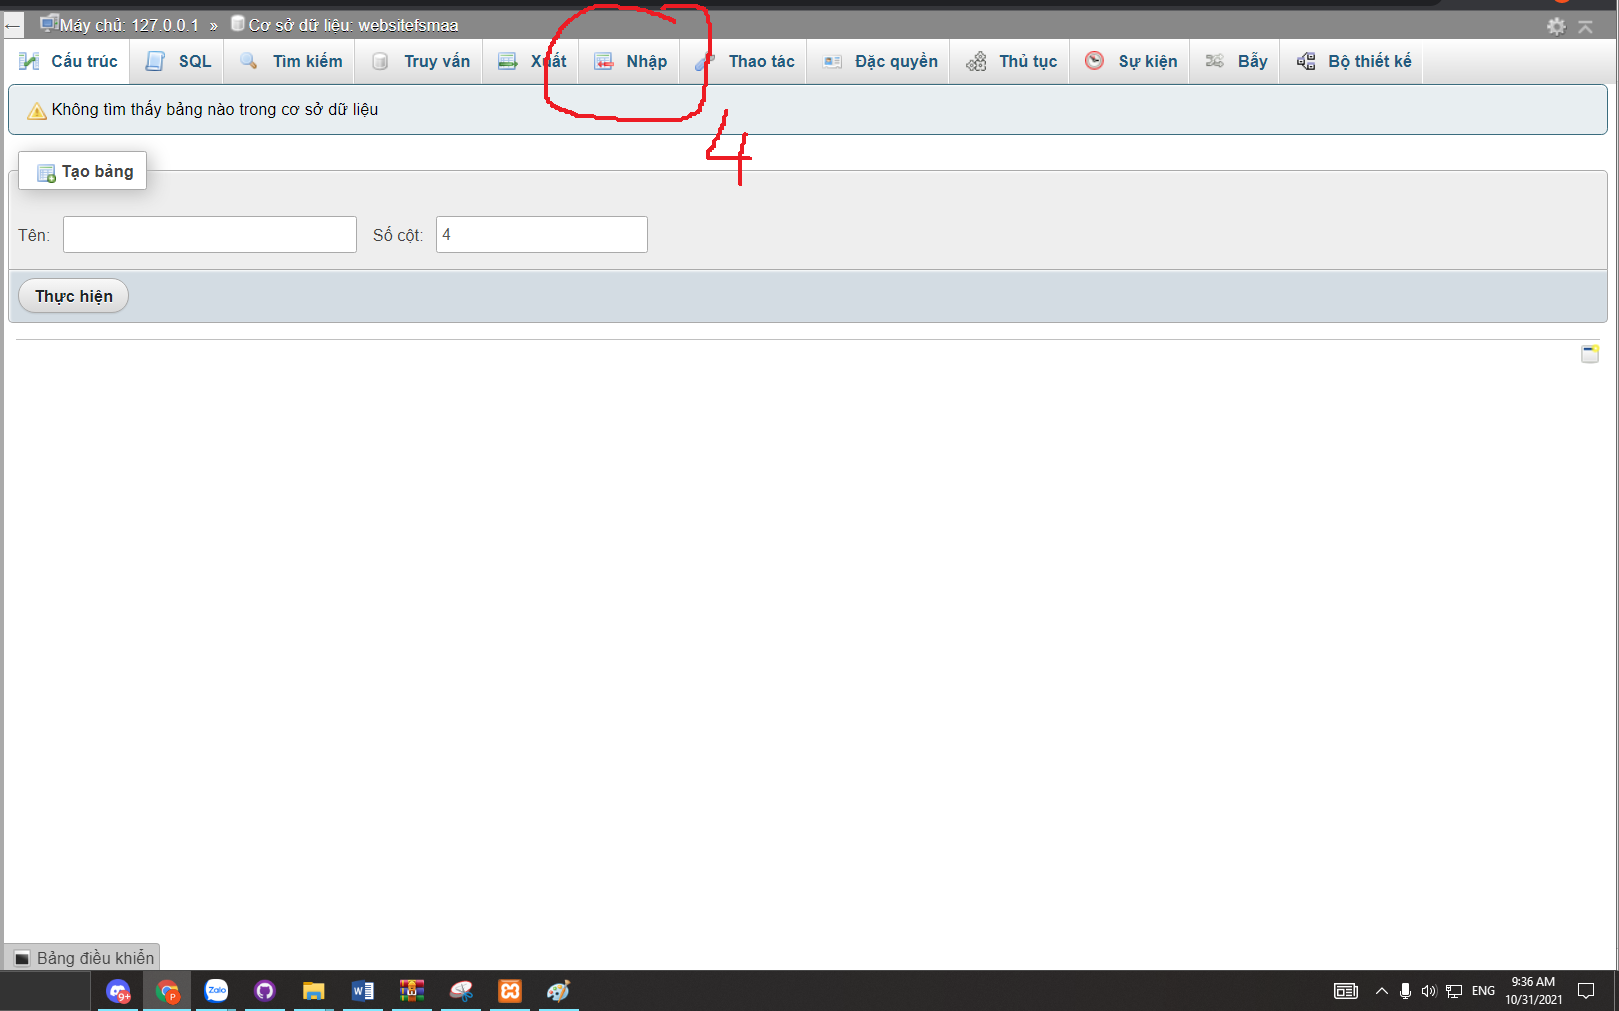 Máy chủ: 127.0.0.1 » Cơ sở dữ liệu: websitefsmaa
Cấu trúc SQL Tìm kiếm Truy vấn Xuất Nhập Thao tác Đặc quyền Thủ tục Sự kiện Bẫy Bộ thiết kế
Không tìm thấy bảng nào trong cơ sở dữ liệu
4
Tạo bảng
Tên: Số cột: 4
Thực hiện
Bảng điều khiển
9+ P Zalo W ENG 9:36 AM
10/31/2021